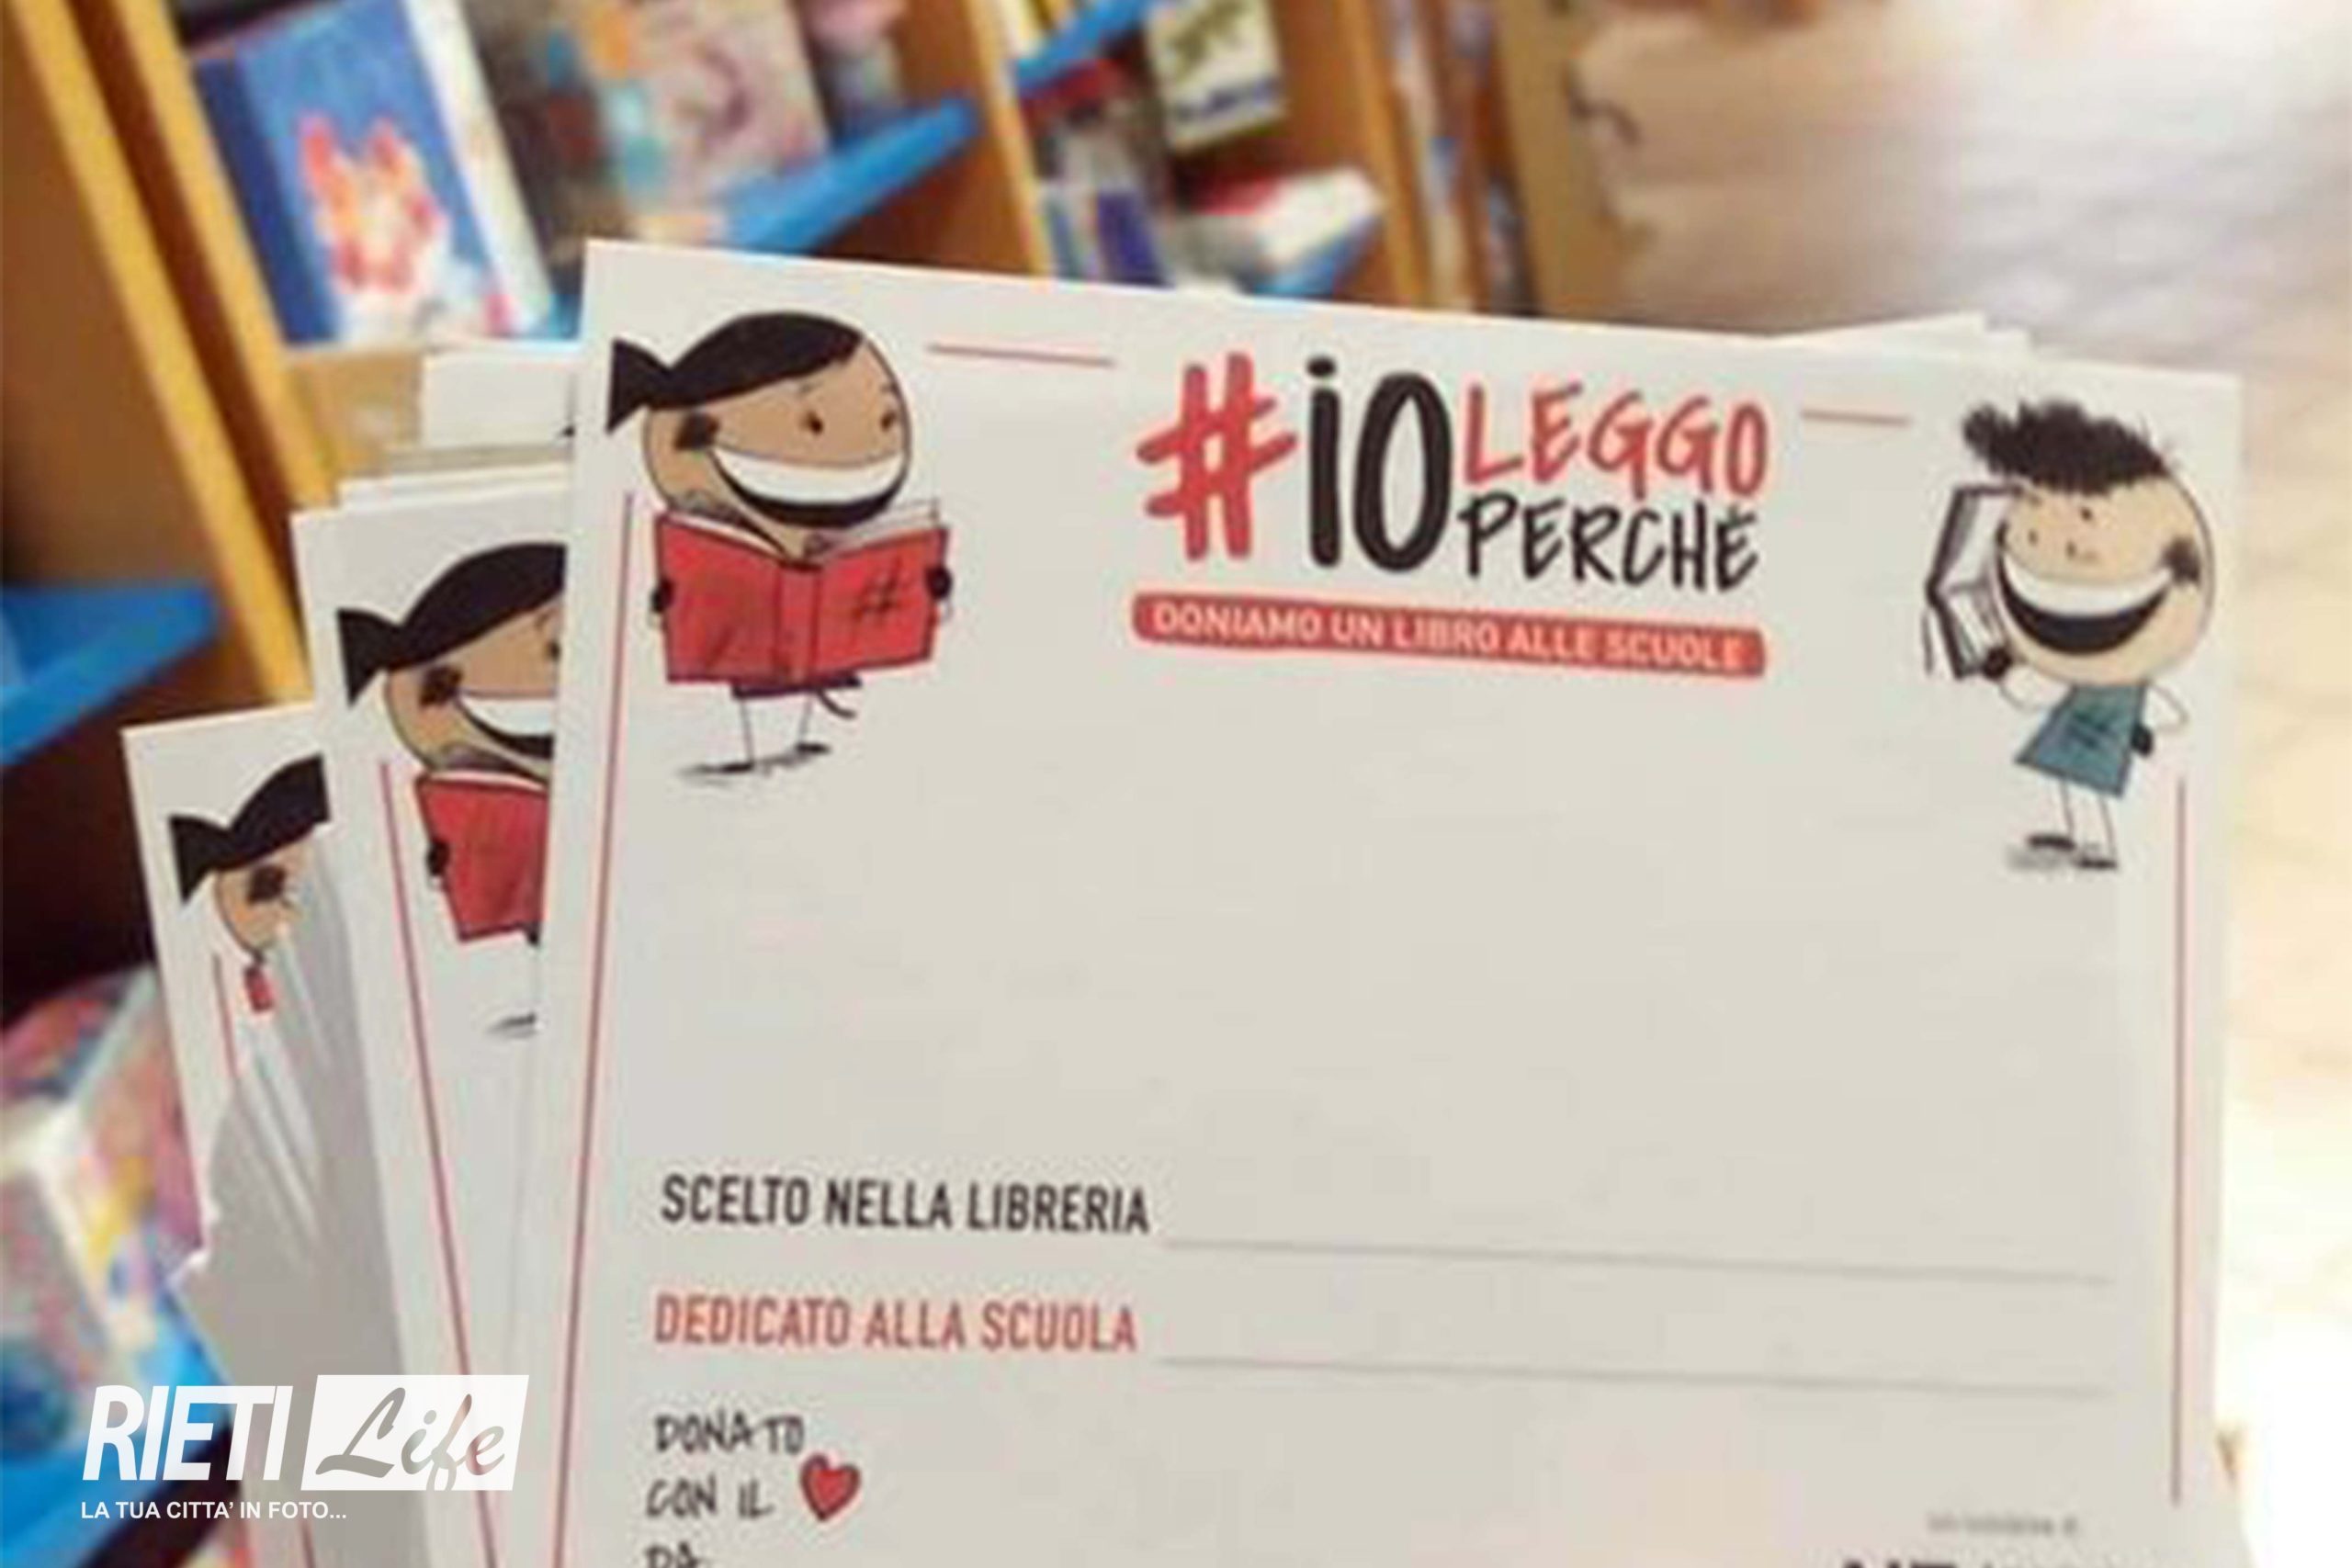 #iO LEGGO
PERCHÉ
DONIAMO UN LIBRO ALLE SCUOLE
SCELTO NELLA LIBRERIA
DEDICATO ALLA SCUOLA
DONATO
CON IL
DA
RIETI Life
LA TUA CITTA' IN FOTO...